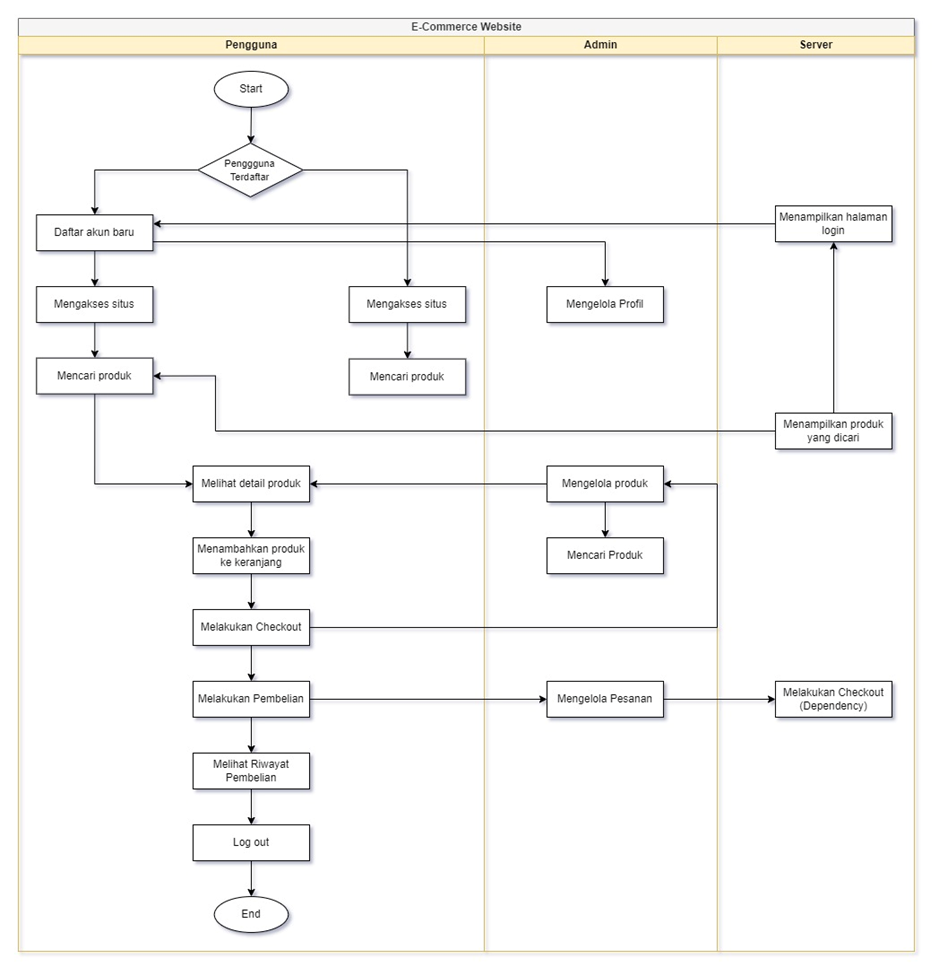 E-Commerce Website
Pengguna
Admin
Server
Start
Penggguna
Terdaftar
Daftar akun baru
Menampilkan halaman
login
Mengakses situs
Mengakses situs
Mengelola Profil
Mencari produk
Mencari produk
Menampilkan produk
yang dicari
Melihat detail produk
Mengelola produk
Menambahkan produk
ke keranjang
Mencari Produk
Melakukan Checkout
Melakukan Pembelian
Mengelola Pesanan
Melakukan Checkout
(Dependency)
Melihat Riwayat
Pembelian
Log out
End